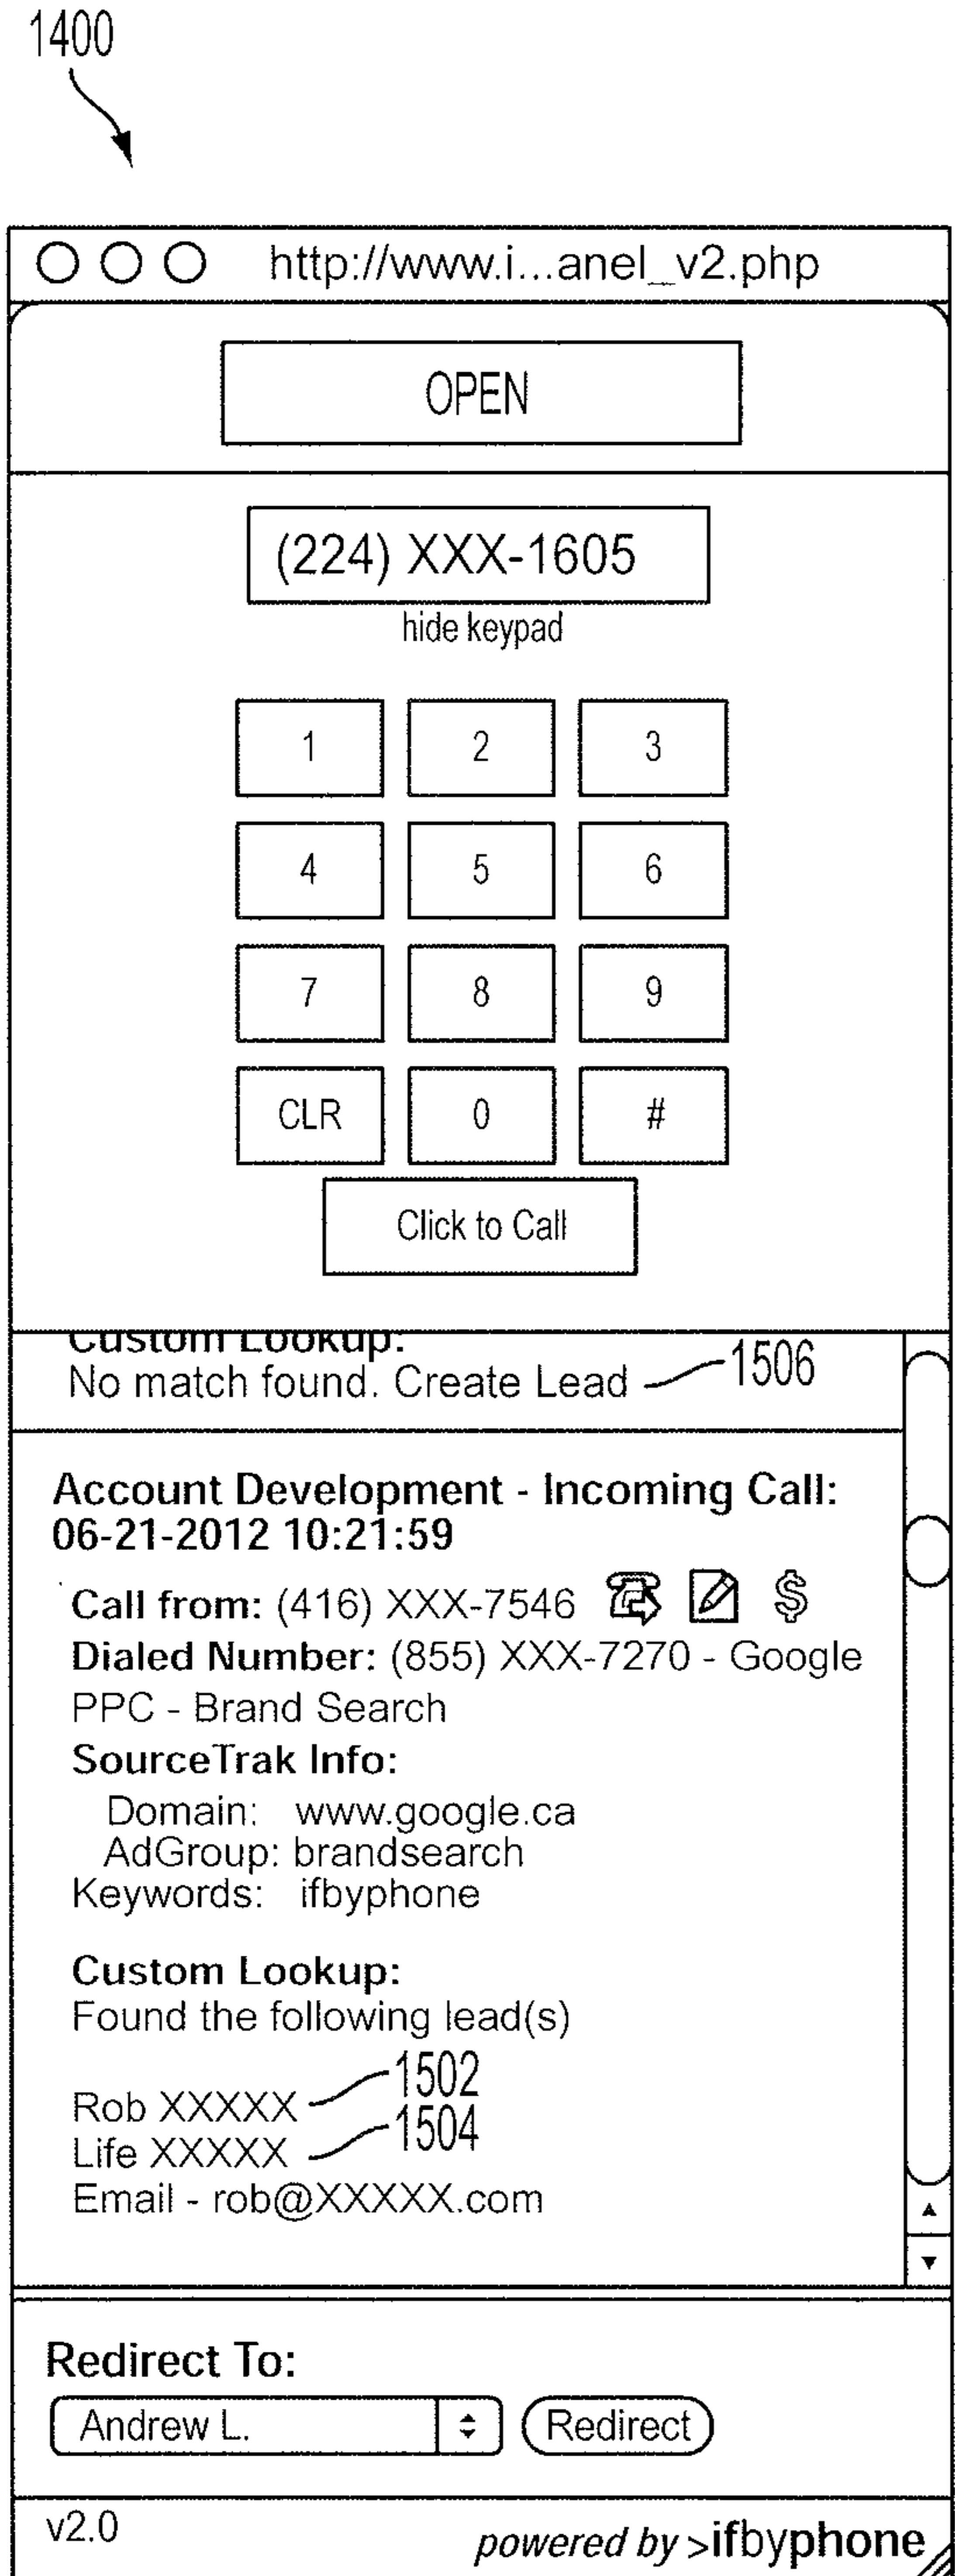 1400
http://www.i...anel_v2.php
OPEN
(224) XXX-1605
hide keypad
1 2 3
4 5 6
7 8 9
CLR 0 #
Click to Call
Custom Lookup:
No match found. Create Lead 1506
Account Development - Incoming Call:
06-21-2012 10:21:59
Call from: (416) XXX-7546 $
Dialed Number: (855) XXX-7270 - Google
PPC - Brand Search
SourceTrak Info:
Domain: www.google.ca
AdGroup: brandsearch
Keywords: ifbyphone
Custom Lookup:
Found the following lead(s)
Rob XXXXX 1502
Life XXXXX 1504
Email - rob@XXXXX.com
Redirect To:
Andrew L. Redirect
v2.0 powered by >ifbyphone